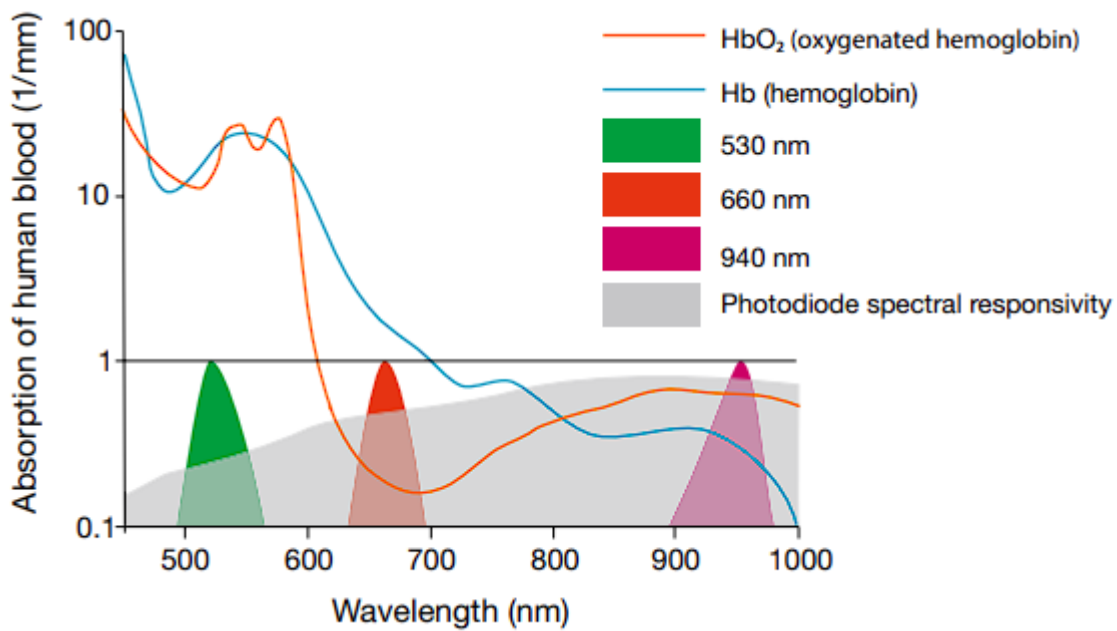 Absorption of human blood (1/mm)
100
10
1
0.1
500 600 700 800 900 1000
Wavelength (nm)
HbO₂ (oxygenated hemoglobin)
Hb (hemoglobin)
530 nm
660 nm
940 nm
Photodiode spectral responsivity